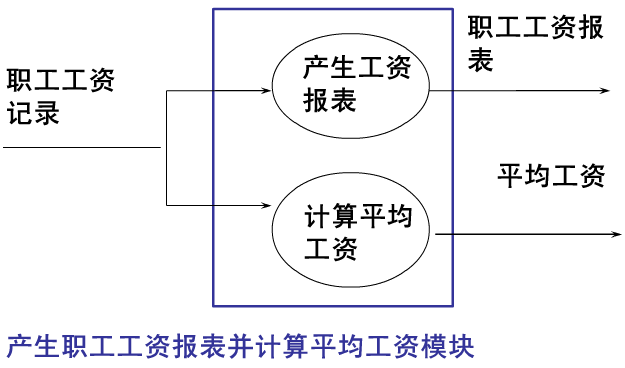 职工工资
记录
产生工资
报表
职工工资报
表
计算平均
工资
平均工资
产生职工工资报表并计算平均工资模块